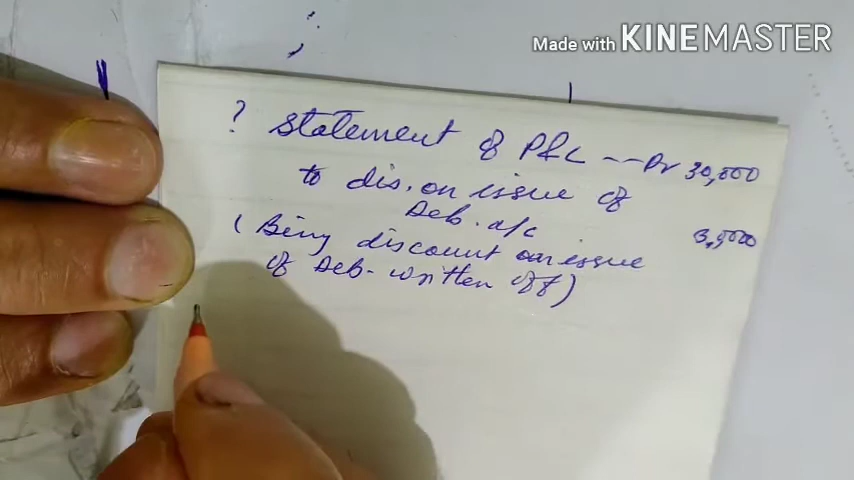 Made with KINEMASTER
? Statement of P&L ---Dr 30,000
to dis. on issue of
Deb. a/c 3,0000
( Being discount on issue
of Deb- written off)